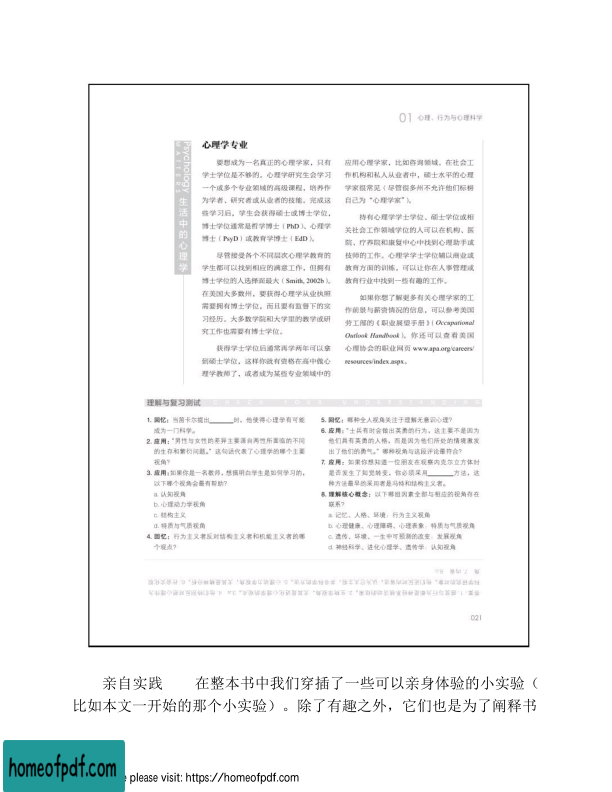 01 心理、行为与心理科学
Psychology
MATTERS
生活中的心理学
心理学专业
要想成为一名真正的心理学家，只有
学士学位是不够的。心理学研究生会学习
一个或多个专业领域的高级课程，培养作
为学者、研究者或从业者的技能。完成这
些学习后，学生会获得硕士或博士学位，
博士学位通常是哲学博士（PhD）、心理学
博士（PsyD）或教育学博士（EdD）。
尽管接受各个不同层次心理学教育的
学生都可以找到相应的满意工作，但拥有
博士学位的人选择面最大（Smith, 2002b）。
在美国大多数州，要获得心理学从业执照
需要拥有博士学位，而且要有监督下的实
习经历。大多数学院和大学里的教学或研
究工作也需要有博士学位。
获得学士学位后通常再学两年可以拿
到硕士学位，这样你就有资格在高中做心
理学教师了，或者成为某些专业领域中的
应用心理学家，比如咨询领域。在社会工
作机构和私人从业者中，硕士水平的心理
学家很常见（尽管很多州不允许他们标榜
自己为“心理学家”）。
持有心理学学士学位、硕士学位或相
关社会工作领域学位的人可以在机构、医
院、疗养院和康复中心中找到心理助手或
技师的工作。心理学学士学位辅以商业或
教育方面的训练，可以让你在人事管理或
教育行业中找到一些有趣的工作。
如果你想了解更多有关心理学家的工
作前景与薪资情况的信息，可以参考美国
劳工部的《职业展望手册》（Occupational
Outlook Handbook）。你还可以查看美国
心理协会的职业网页 www.apa.org/careers/
resources/index.aspx。
理解与复习测试
1. 回忆：当笛卡尔提出______时，他使得心理学有可能
成为一门科学。
2. 应用：“男性与女性的差异主要源自两性所面临的不同
的生存和繁衍问题。”这句话代表了心理学的哪个主要
视角？
3. 应用：如果你是一名教师，想搞明白学生是如何学习的，
以下哪个视角会最有帮助？
a. 认知视角
b. 心理动力学视角
c. 结构主义
d. 特质与气质视角
4. 回忆：行为主义者反对结构主义者和机能主义者的哪
个观点？
5. 回忆：哪种全人视角关注于理解无意识心理？
6. 应用：“士兵有时会做出英勇的行为，这主要不是因为
他们具有英勇的人格，而是因为他们所处的情境激发
出了他们的勇气。”哪种视角与这段评论最符合？
7. 应用：如果你想知道一位朋友在观察内克尔立方体时
是否发生了知觉转变，你必须采用______方法，这
种方法最早的采用者是冯特和结构主义者。
8. 理解核心概念：以下哪组因素全部与相应的视角存在
联系？
a. 记忆、人格、环境：行为主义视角
b. 心理健康、心理障碍、心理表象：特质与气质视角
c. 遗传、环境、一生中可预测的改变：发展视角
d. 神经科学、进化心理学、遗传学：认知视角
021
亲自实践 在整本书中我们穿插了一些可以亲身体验的小实验（
比如本文一开始的那个小实验）。除了有趣之外，它们也是为了阐释书
homeofpdf.com
e please visit: https://homeofpdf.com